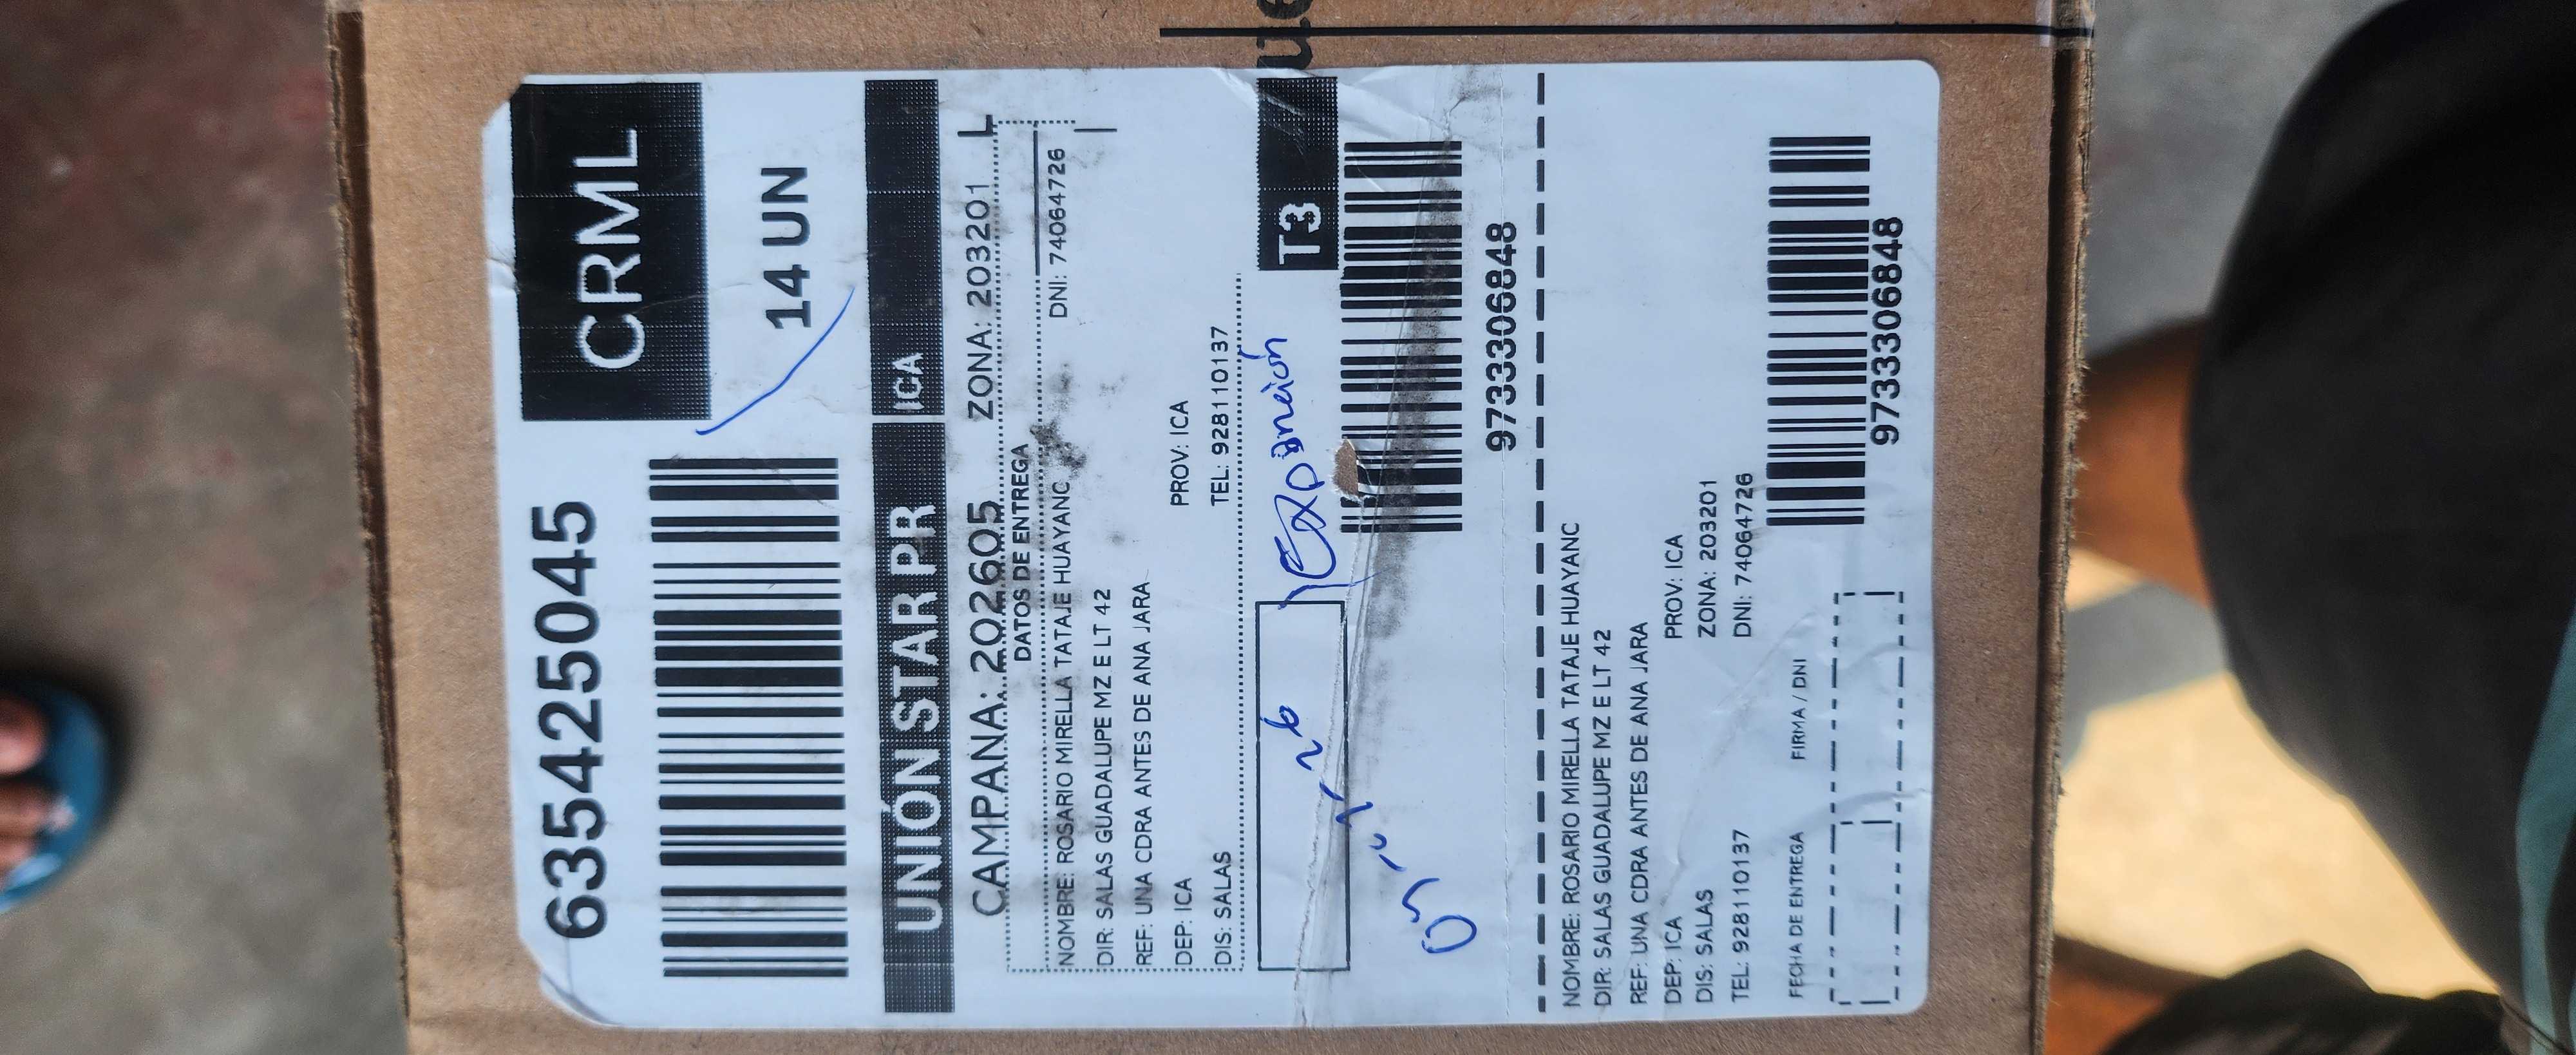 ue
6354425045
CRML
14 UN
UNIÓN STAR PR ICA
CAMPAÑA: 202605 ZONA: 203201 L
DATOS DE ENTREGA
NOMBRE: ROSARIO MIRELLA TATAJE HUAYANC DNI: 74064726
DIR: SALAS GUADALUPE MZ E LT 42
REF: UNA CDRA ANTES DE ANA JARA
DEP: ICA PROV: ICA
DIS: SALAS TEL: 928110137
Expansión
T3
9733306848
NOMBRE: ROSARIO MIRELLA TATAJE HUAYANC
DIR: SALAS GUADALUPE MZ E LT 42
REF: UNA CDRA ANTES DE ANA JARA
DEP: ICA PROV: ICA
DIS: SALAS ZONA: 203201
TEL: 928110137 DNI: 74064726
FECHA DE ENTREGA FIRMA / DNI
9733306848